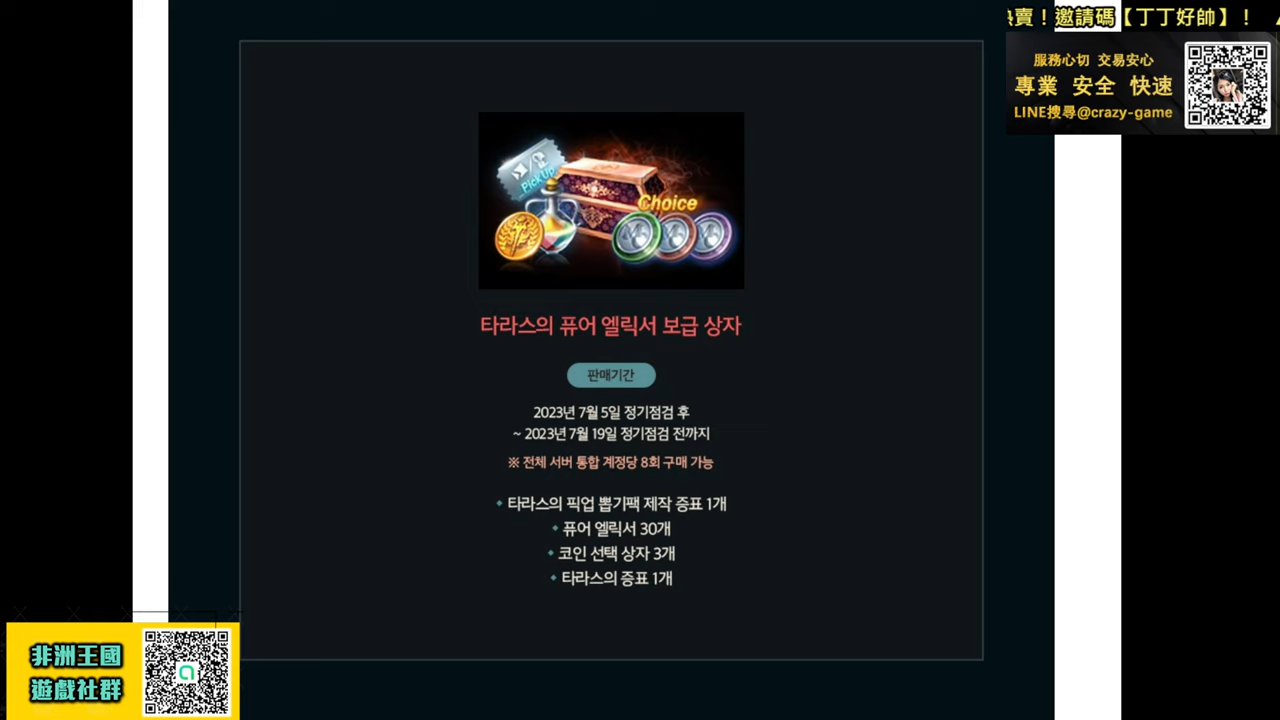 熱賣！邀請碼【丁丁好帥】！
服務心切 交易安心
專業 安全 快速
LINE搜尋@crazy-game
PickUp
Choice
타라스의 퓨어 엘릭서 보급 상자
판매기간
2023년 7월 5일 정기점검 후
~ 2023년 7월 19일 정기점검 전까지
※ 전체 서버 통합 계정당 8회 구매 가능
타라스의 픽업 뽑기팩 제작 증표 1개
퓨어 엘릭서 30개
코인 선택 상자 3개
타라스의 증표 1개
非洲王國
遊戲社群